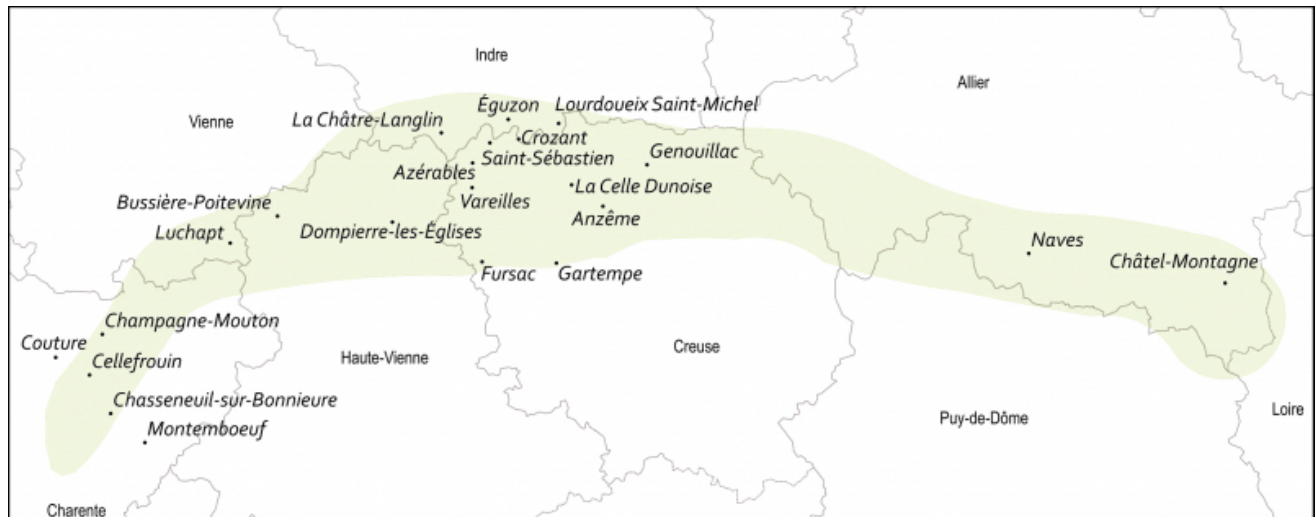 Indre
Allier
Vienne
Éguzon
Lourdoueix Saint-Michel
La Châtre-Langlin
Crozant
Saint-Sébastien
Genouillac
Azérables
Vareilles
La Celle Dunoise
Bussière-Poitevine
Anzême
Luchapt
Dompierre-les-Églises
Naves
Châtel-Montagne
Fursac
Gartempe
Champagne-Mouton
Couture
Cellefrouin
Haute-Vienne
Creuse
Chasseneuil-sur-Bonnieure
Montemboeuf
Puy-de-Dôme
Loire
Charente